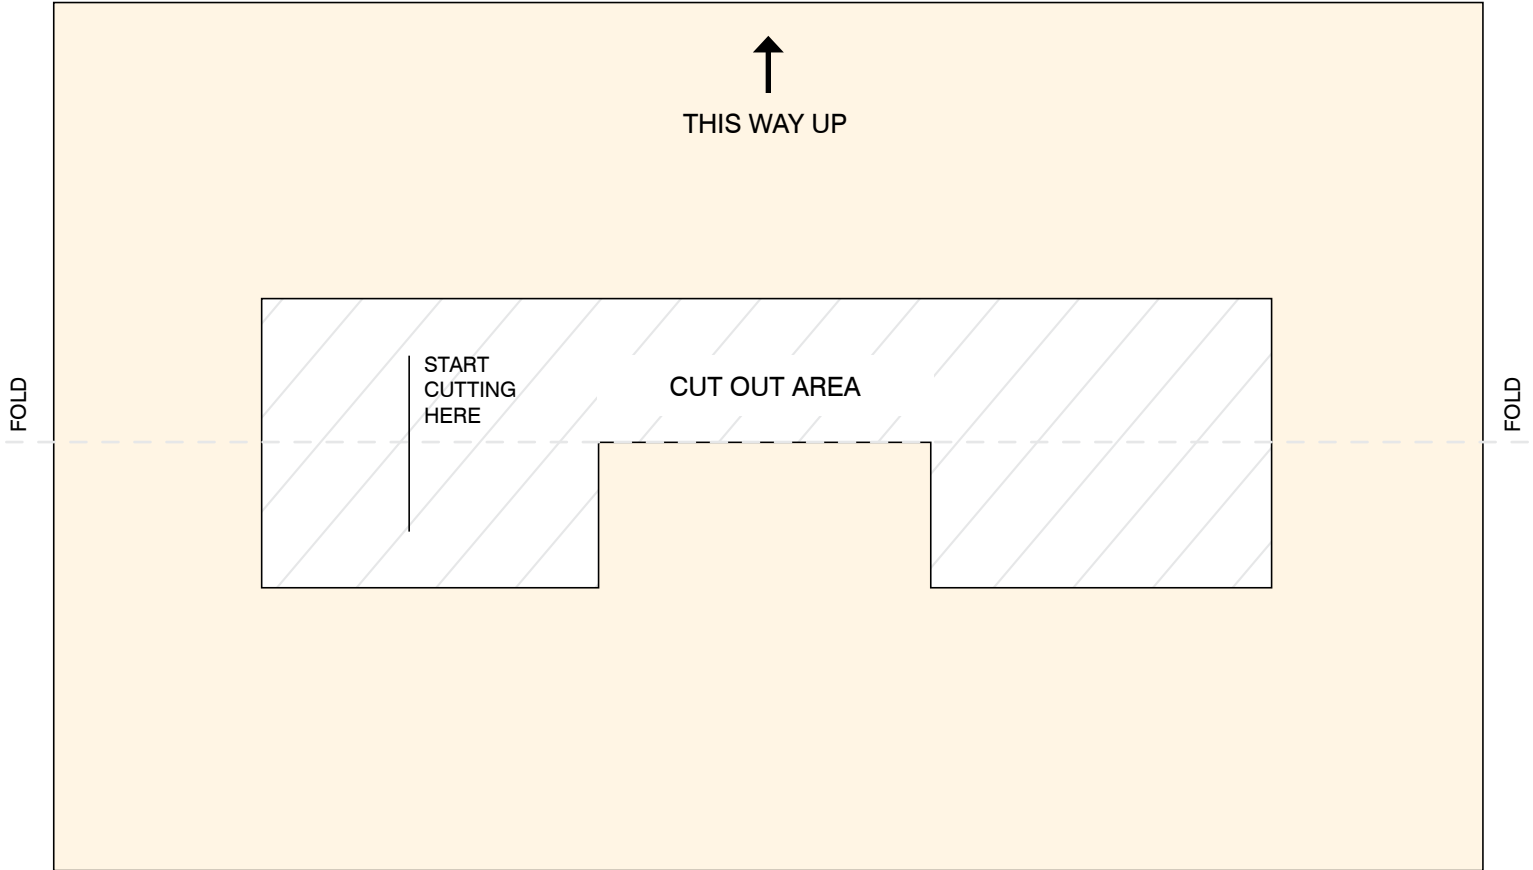 THIS WAY UP
START
CUTTING
HERE
CUT OUT AREA
FOLD
FOLD